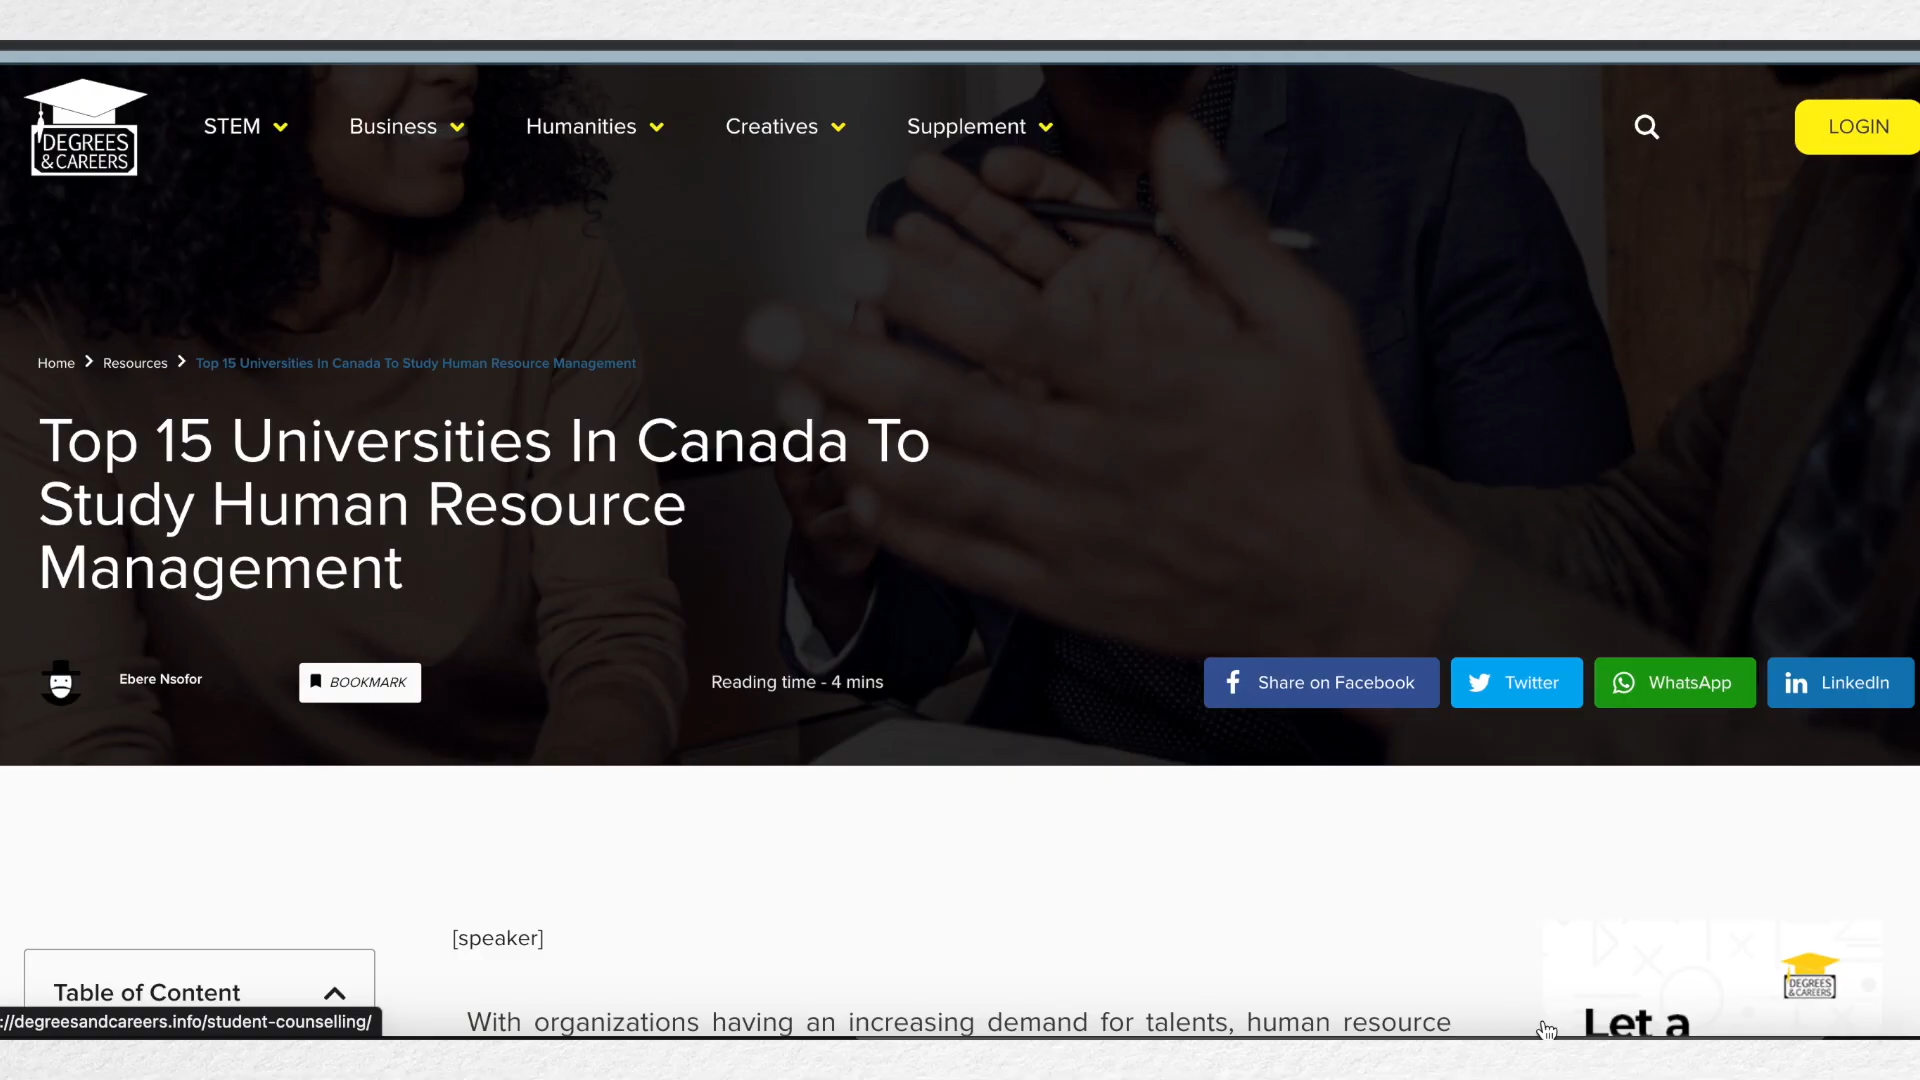 DEGREES
& CAREERS
STEM
Business
Humanities
Creatives
Supplement
LOGIN
Home
Resources
Top 15 Universities In Canada To Study Human Resource Management
Top 15 Universities In Canada To
Study Human Resource
Management
Ebere Nsofor
BOOKMARK
Reading time - 4 mins
Share on Facebook
Twitter
WhatsApp
LinkedIn
[speaker]
Table of Content
DEGREES
& CAREERS
://degreesandcareers.info/student-counselling/
With organizations having an increasing demand for talents, human resource
Let a